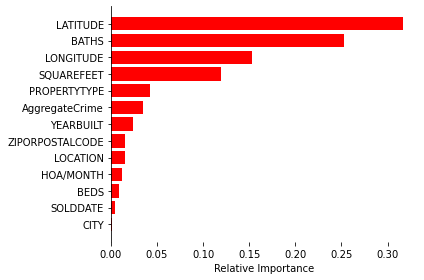 LATITUDE
BATHS
LONGITUDE
SQUAREFEET
PROPERTYTYPE
AggregateCrime
YEARBUILT
ZIPORPOSTALCODE
LOCATION
HOA/MONTH
BEDS
SOLDDATE
CITY
0.00 0.05 0.10 0.15 0.20 0.25 0.30
Relative Importance